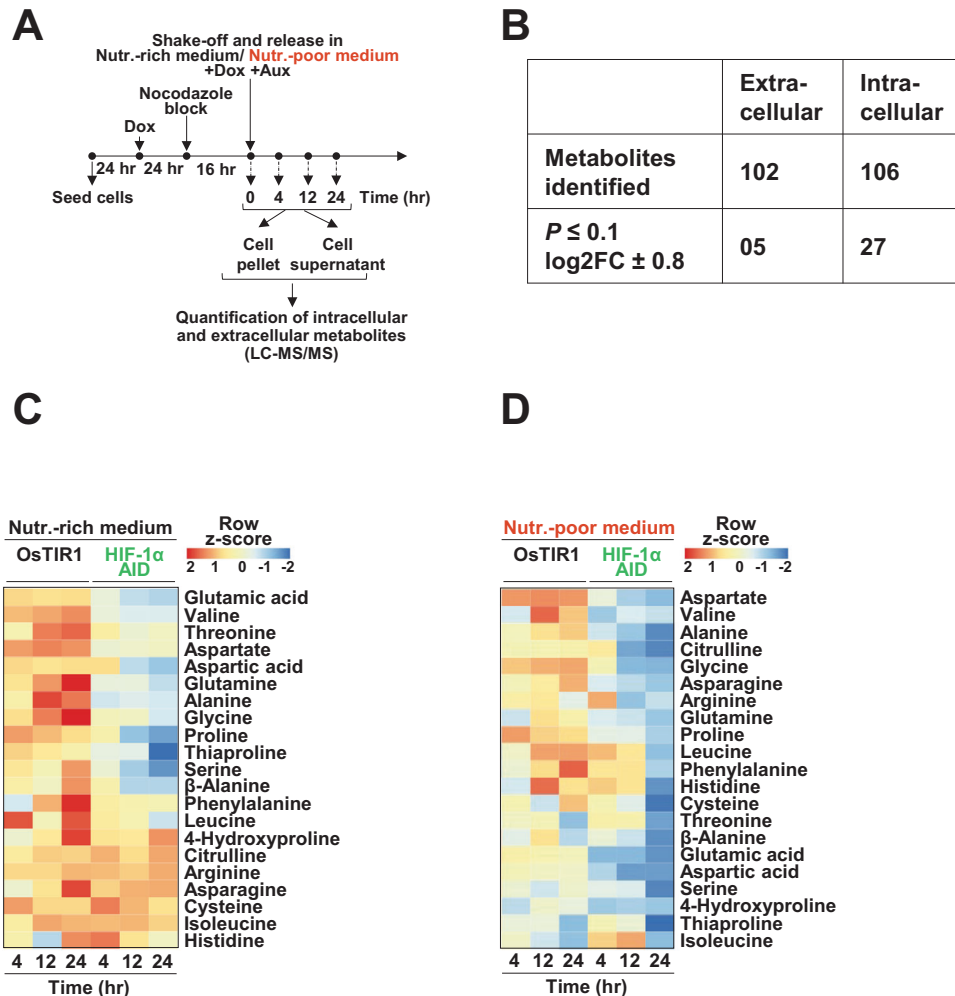 A
Shake-off and release in
Nutr.-rich medium/ Nutr.-poor medium
+Dox +Aux
Nocodazole
block
Dox
24 hr 24 hr 16 hr
Seed cells
0 4 12 24 Time (hr)
Cell
pellet
Cell
supernatant
Quantification of intracellular
and extracellular metabolites
(LC-MS/MS)
B
Extra-
cellular
Intra-
cellular
Metabolites
identified
102
106
P ≤ 0.1
log2FC ± 0.8
05
27
C
Nutr.-rich medium
OsTIR1
HIF-1α
AID
Row
z-score
2 1 0 -1 -2
Glutamic acid
Valine
Threonine
Aspartate
Aspartic acid
Glutamine
Alanine
Glycine
Proline
Thiaproline
Serine
β-Alanine
Phenylalanine
Leucine
4-Hydroxyproline
Citrulline
Arginine
Asparagine
Cysteine
Isoleucine
Histidine
4 12 24 4 12 24
Time (hr)
D
Nutr.-poor medium
OsTIR1
HIF-1α
AID
Row
z-score
2 1 0 -1 -2
Aspartate
Valine
Alanine
Citrulline
Glycine
Asparagine
Arginine
Glutamine
Proline
Leucine
Phenylalanine
Histidine
Cysteine
Threonine
β-Alanine
Glutamic acid
Aspartic acid
Serine
4-Hydroxyproline
Thiaproline
Isoleucine
4 12 24 4 12 24
Time (hr)